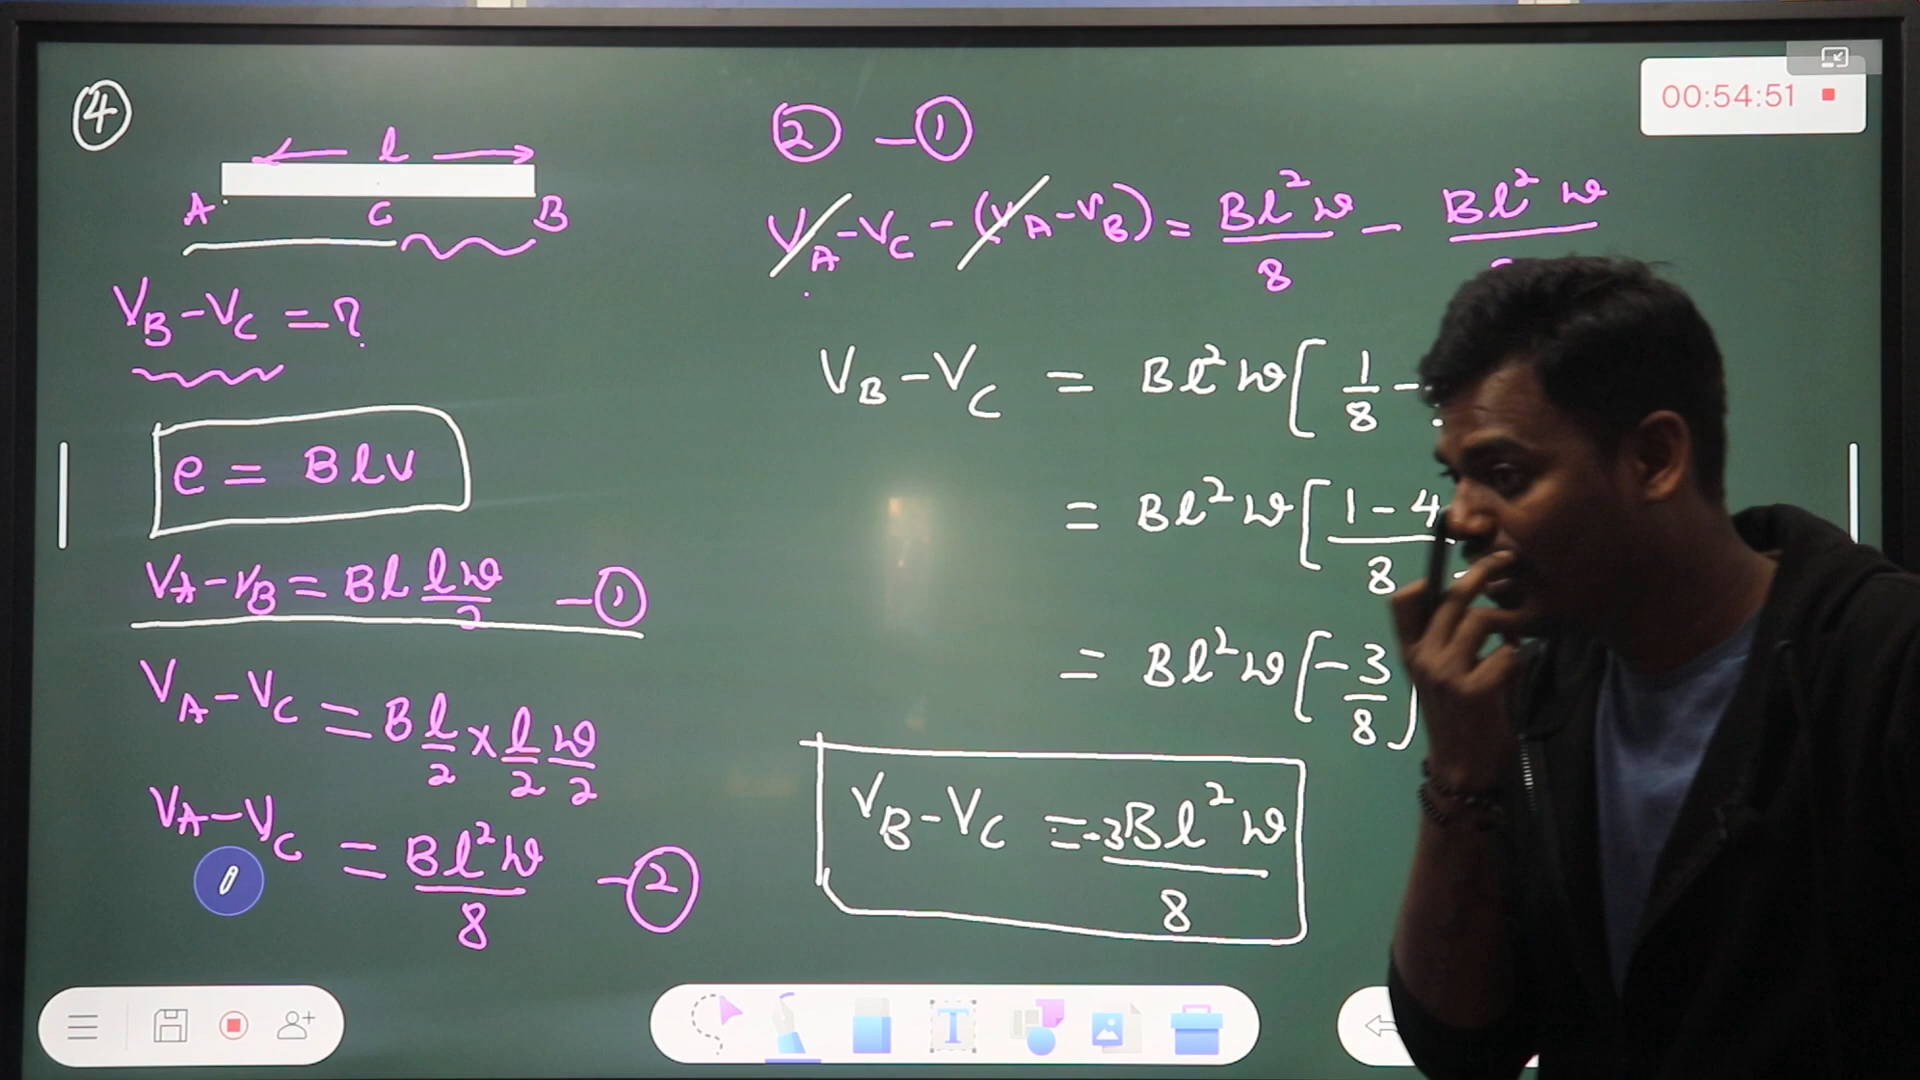 ④
l
A C B
V_B - V_C = ?
e = Blv
V_A - V_B = Bl lω/2 - ①
V_A - V_C = B l/2 × l/2 ω/2
V_A - V_C = Bl²ω/8 - ②
② - ①
V_A - V_C - (V_A - V_B) = Bl²ω/8 - Bl²ω
V_B - V_C = Bl²ω [ 1/8 -
= Bl²ω [ 1 - 4/8
= Bl²ω [ -3/8 ]
V_B - V_C = -3Bl²ω/8
00:54:51
T